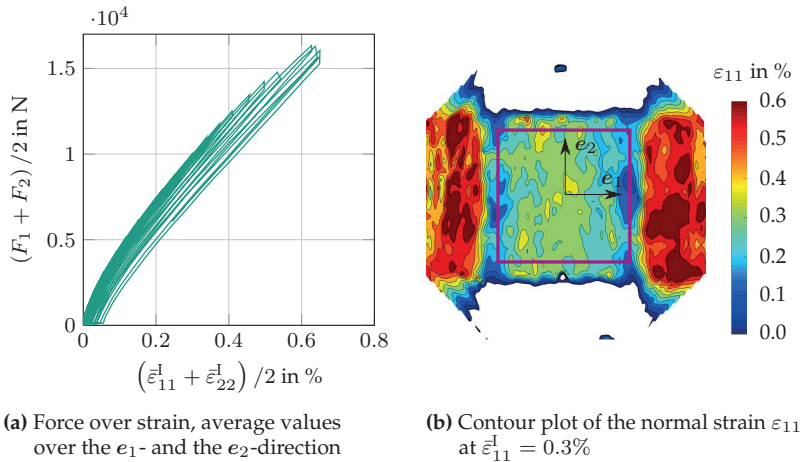 ·10⁴
1.5
1
0.5
0
0
0.2
0.4
0.6
0.8
(F₁ + F₂) /2 in N
(ε̄ᴵ₁₁ + ε̄ᴵ₂₂) /2 in %
e₂
e₁
ε₁₁ in %
0.6
0.5
0.4
0.3
0.2
0.1
0.0
(a) Force over strain, average values
over the e₁- and the e₂-direction
(b) Contour plot of the normal strain ε₁₁
at ε̄ᴵ₁₁ = 0.3%